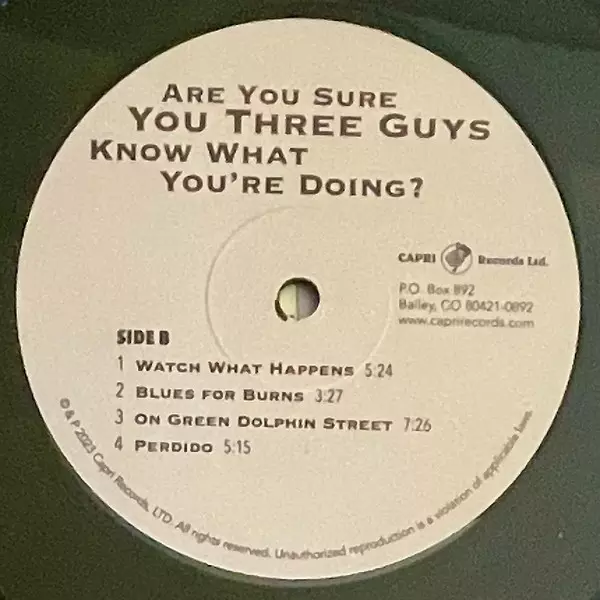 Are You Sure
You Three Guys
Know What
You're Doing?
CAPRI Records Ltd.
P.O. Box 892
Bailey, CO 80421-0892
www.caprirecords.com
SIDE B
1 Watch What Happens 5:24
2 Blues for Burns 3:27
3 On Green Dolphin Street 7:26
4 Perdido 5:15
© & P 2023 Capri Records, LTD. All rights reserved. Unauthorized reproduction is a violation of applicable laws.